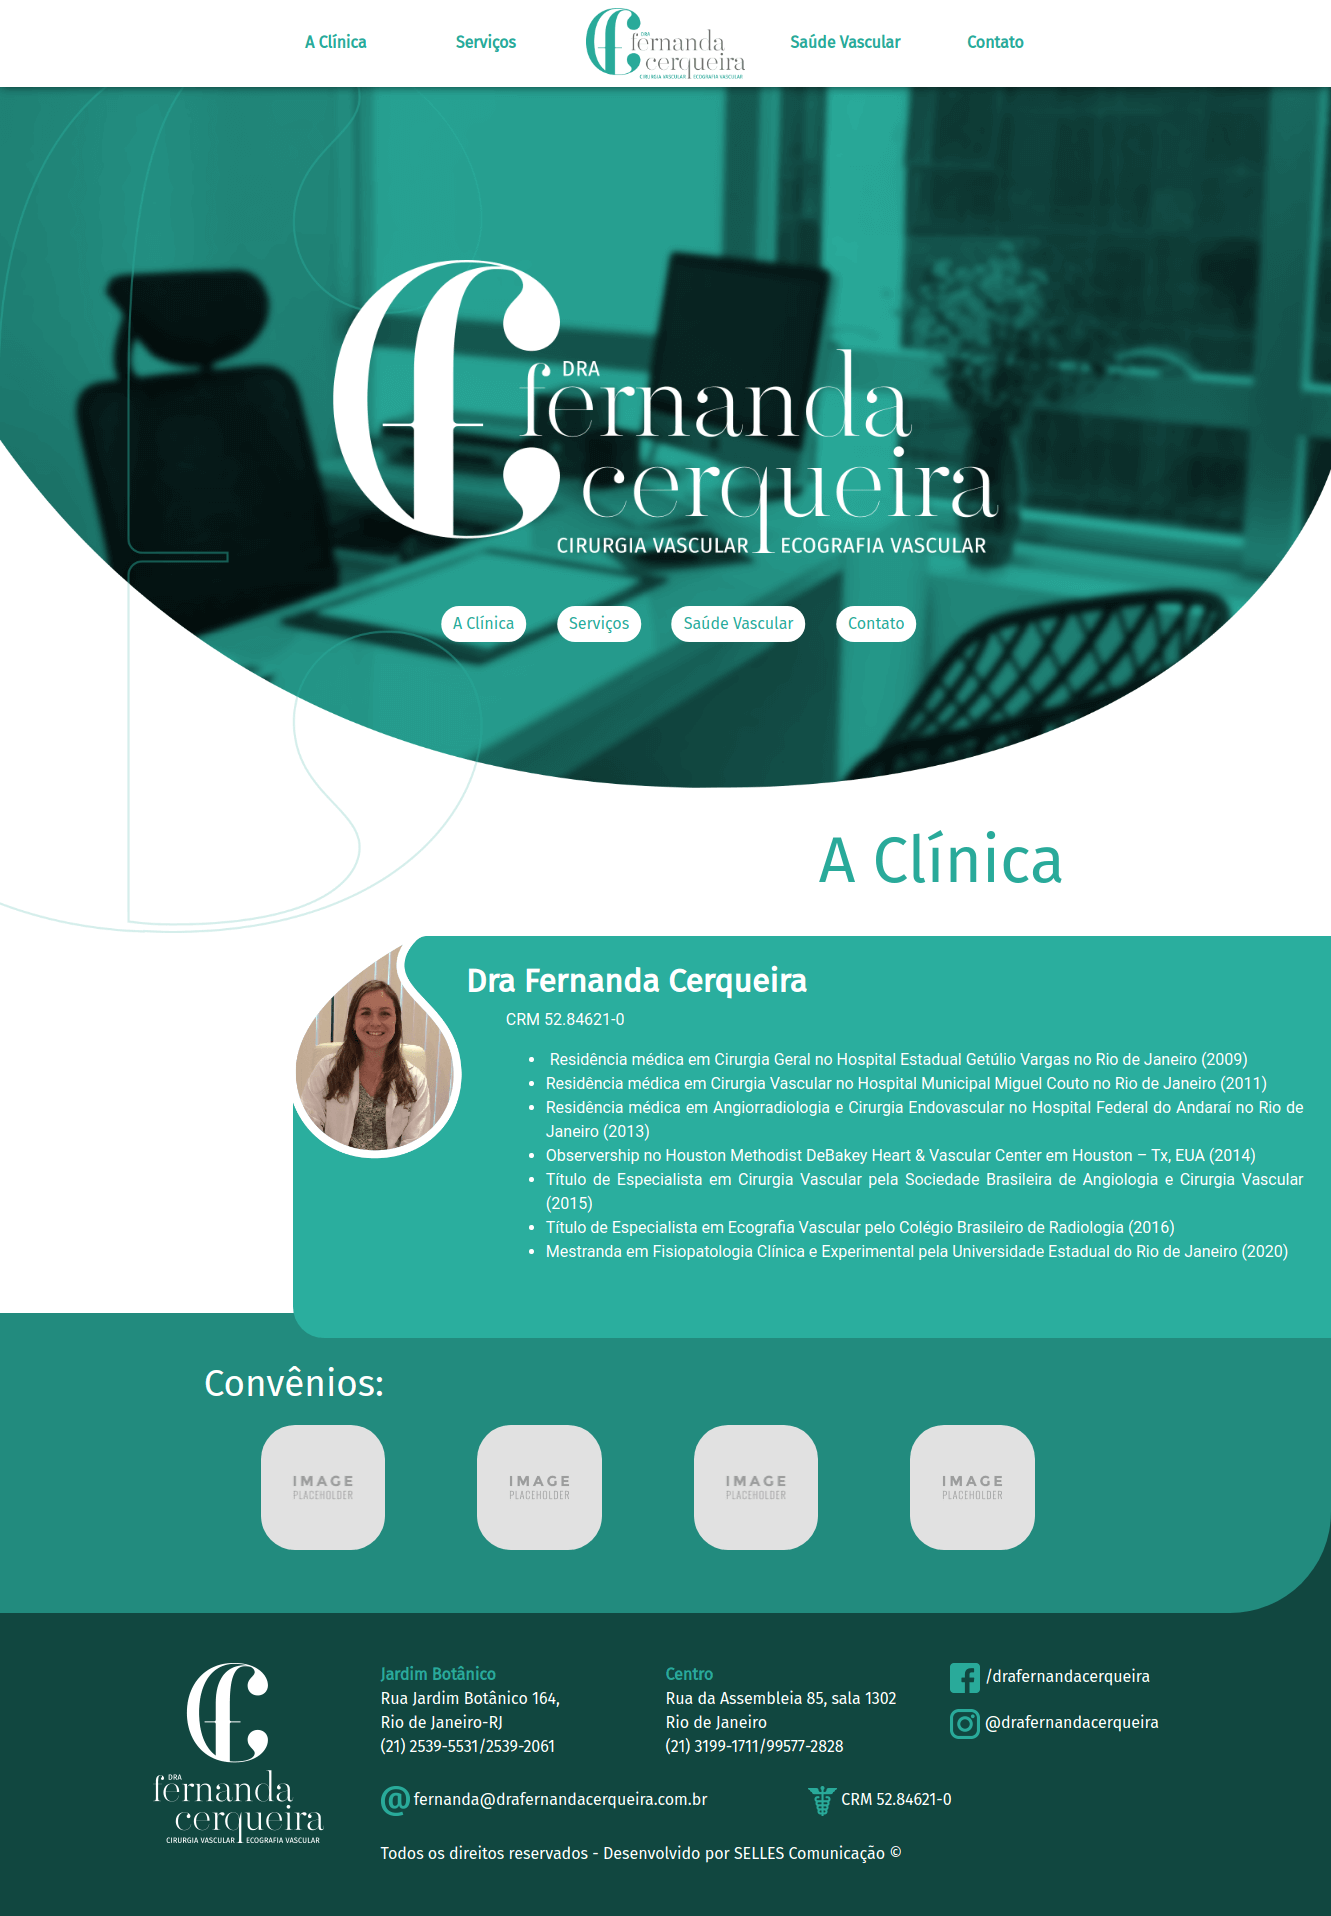 A Clínica
Serviços
DRA
fernanda
cerqueira
CIRURGIA VASCULAR ECOGRAFIA VASCULAR
Saúde Vascular
Contato
DRA
fernanda
cerqueira
CIRURGIA VASCULAR ECOGRAFIA VASCULAR
A Clínica
Serviços
Saúde Vascular
Contato
A Clínica
Dra Fernanda Cerqueira
CRM 52.84621-0
• Residência médica em Cirurgia Geral no Hospital Estadual Getúlio Vargas no Rio de Janeiro (2009)
• Residência médica em Cirurgia Vascular no Hospital Municipal Miguel Couto no Rio de Janeiro (2011)
• Residência médica em Angiorradiologia e Cirurgia Endovascular no Hospital Federal do Andaraí no Rio de
Janeiro (2013)
• Observership no Houston Methodist DeBakey Heart & Vascular Center em Houston – Tx, EUA (2014)
• Título de Especialista em Cirurgia Vascular pela Sociedade Brasileira de Angiologia e Cirurgia Vascular
(2015)
• Título de Especialista em Ecografia Vascular pelo Colégio Brasileiro de Radiologia (2016)
• Mestranda em Fisiopatologia Clínica e Experimental pela Universidade Estadual do Rio de Janeiro (2020)
Convênios:
IMAGE
PLACEHOLDER
IMAGE
PLACEHOLDER
IMAGE
PLACEHOLDER
IMAGE
PLACEHOLDER
DRA
fernanda
cerqueira
CIRURGIA VASCULAR ECOGRAFIA VASCULAR
Jardim Botânico
Rua Jardim Botânico 164,
Rio de Janeiro-RJ
(21) 2539-5531/2539-2061
Centro
Rua da Assembleia 85, sala 1302
Rio de Janeiro
(21) 3199-1711/99577-2828
/drafernandacerqueira
@drafernandacerqueira
fernanda@drafernandacerqueira.com.br
CRM 52.84621-0
Todos os direitos reservados - Desenvolvido por SELLES Comunicação ©